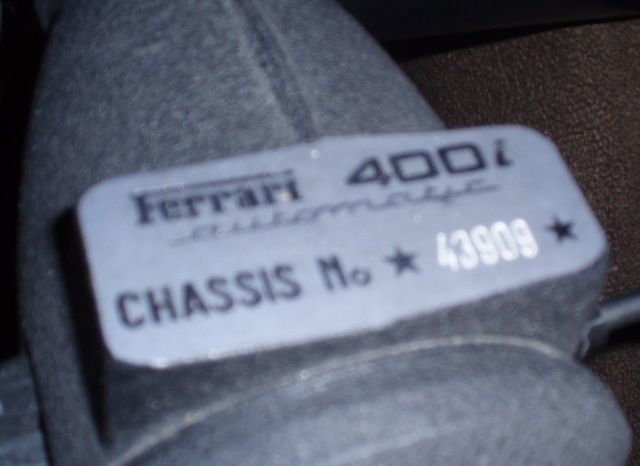 Ferrari 400i
automatic
CHASSIS No ★ 43909 ★